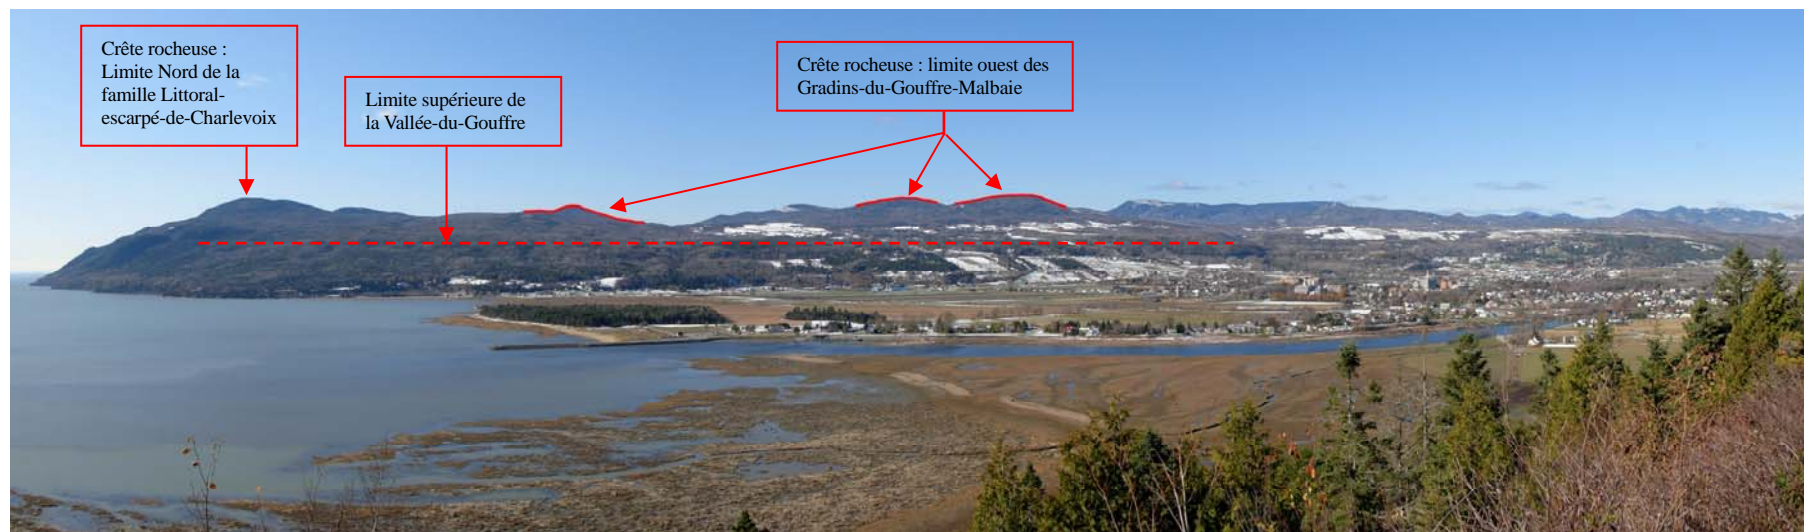 Crête rocheuse :
Limite Nord de la
famille Littoral-
escarpé-de-Charlevoix
Limite supérieure de
la Vallée-du-Gouffre
Crête rocheuse : limite ouest des
Gradins-du-Gouffre-Malbaie